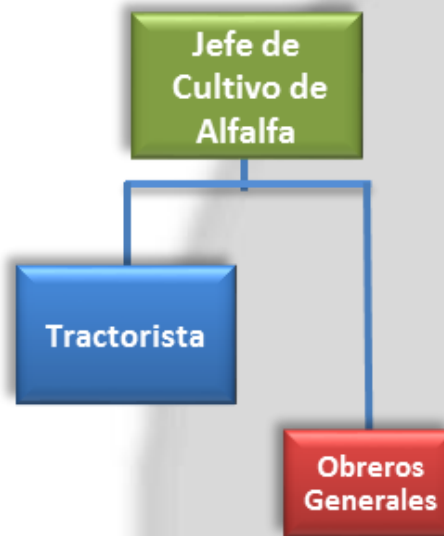 Jefe de
Cultivo de
Alfalfa
Tractorista
Obreros
Generales